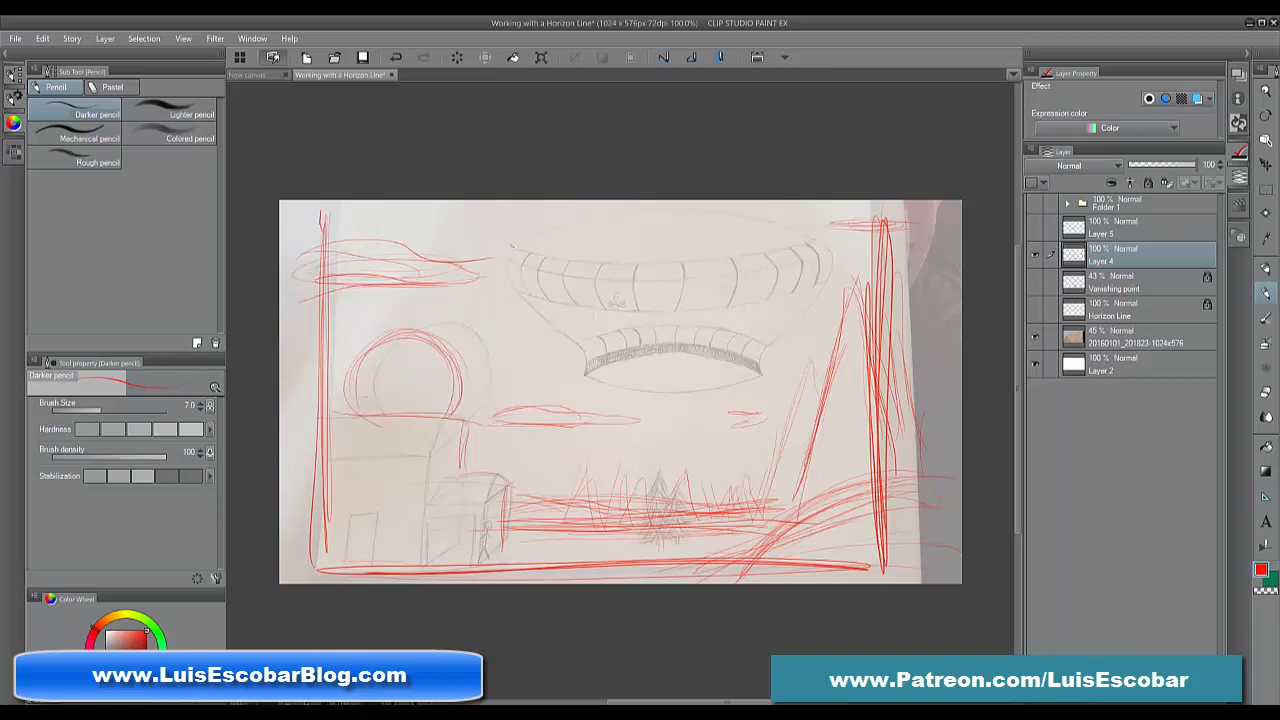 Working with a Horizon Line* (1024 x 576px 72dpi 100.0%) - CLIP STUDIO PAINT EX
File Edit Story Layer Selection View Filter Window Help
Sub Tool [Pencil]
New canvas
Working with a Horizon Line*
Pencil
Pastel
Darker pencil
Lighter pencil
Mechanical pencil
Colored pencil
Rough pencil
Tool property [Darker pencil]
Darker pencil
Brush Size 7.0
Hardness
Brush density 100
Stabilization
Color Wheel
Layer Property
Effect
Expression color
Color
Layer
Normal 100
100 % Normal
Folder 1
100 % Normal
Layer 5
100 % Normal
Layer 4
43 % Normal
Vanishing point
100 % Normal
Horizon Line
45 % Normal
20160101_201823-1024x576
100 % Normal
Layer 2
www.LuisEscobarBlog.com
www.Patreon.com/LuisEscobar